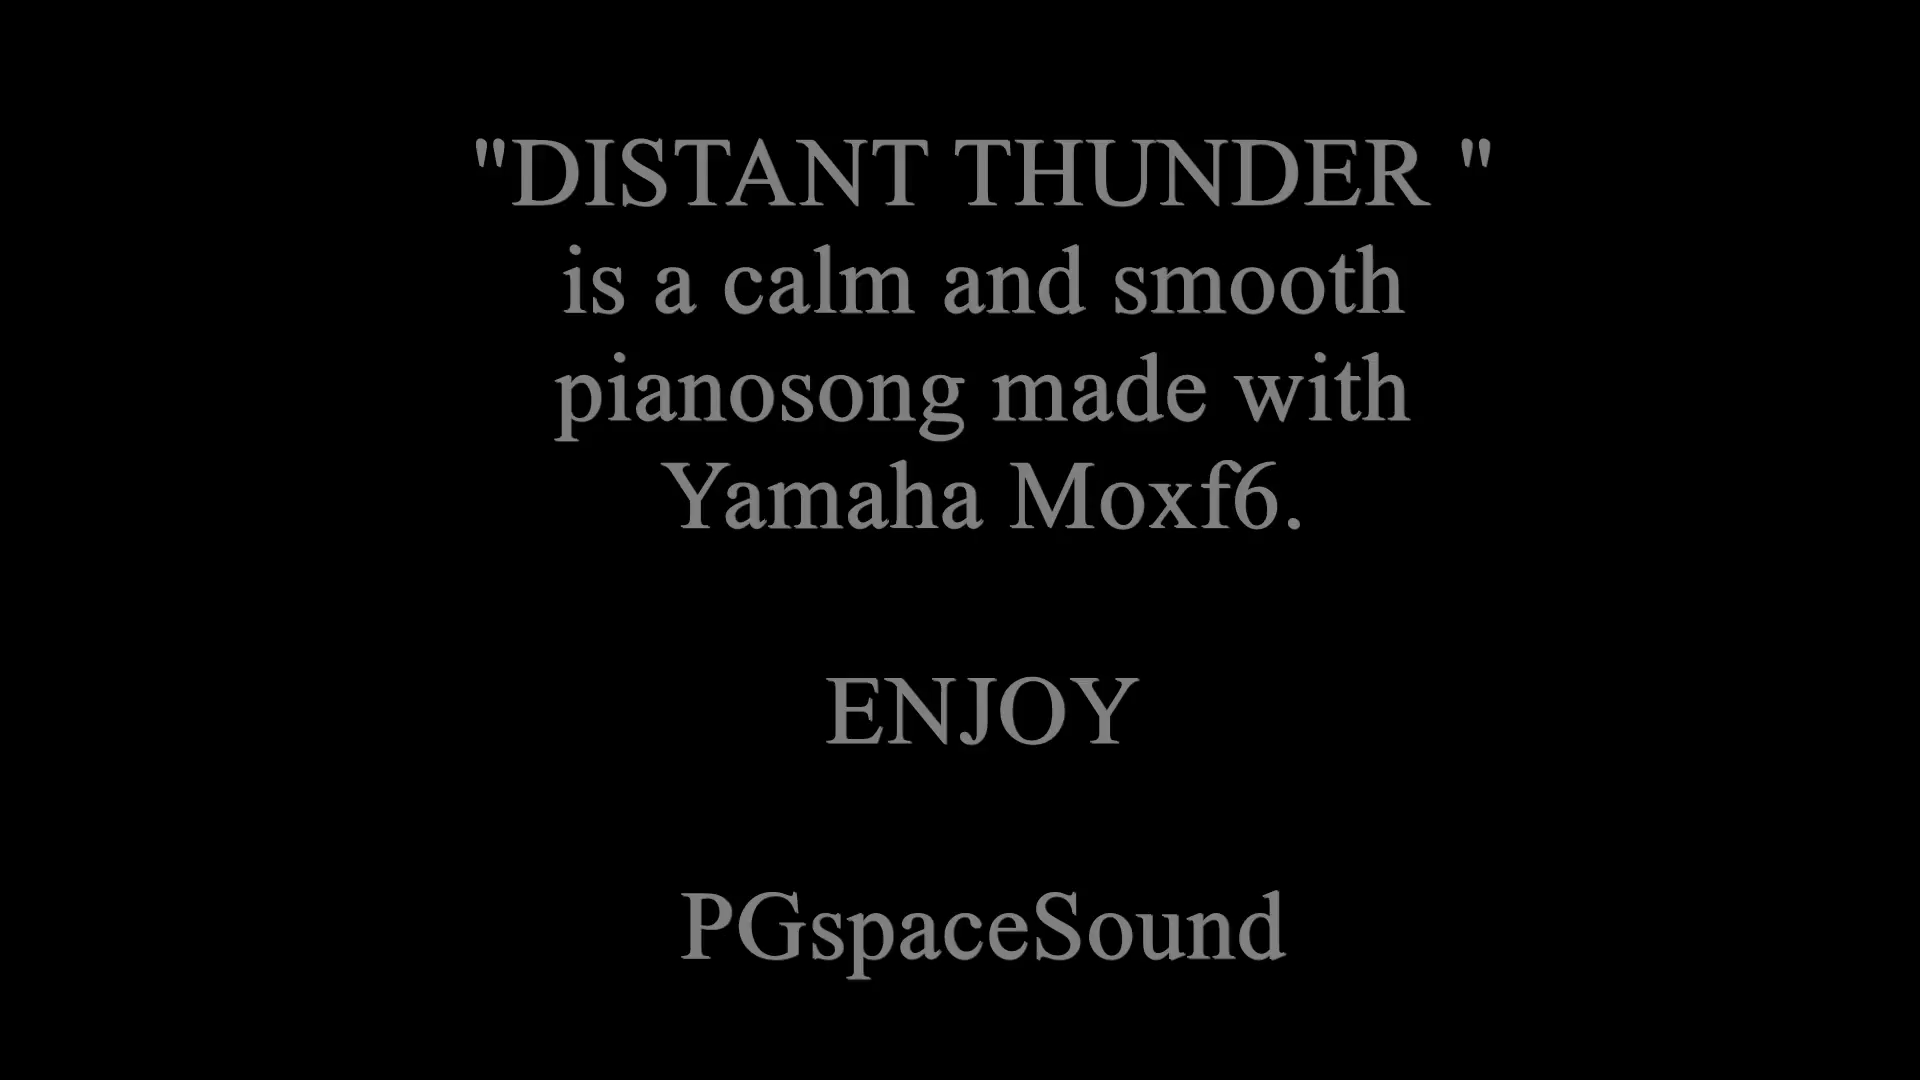 "DISTANT THUNDER "
is a calm and smooth
pianosong made with
Yamaha Moxf6.
ENJOY
PGspaceSound